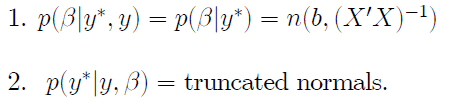 1. p(β|y*, y) = p(β|y*) = n(b, (X'X)⁻¹)
2. p(y*|y, β) = truncated normals.